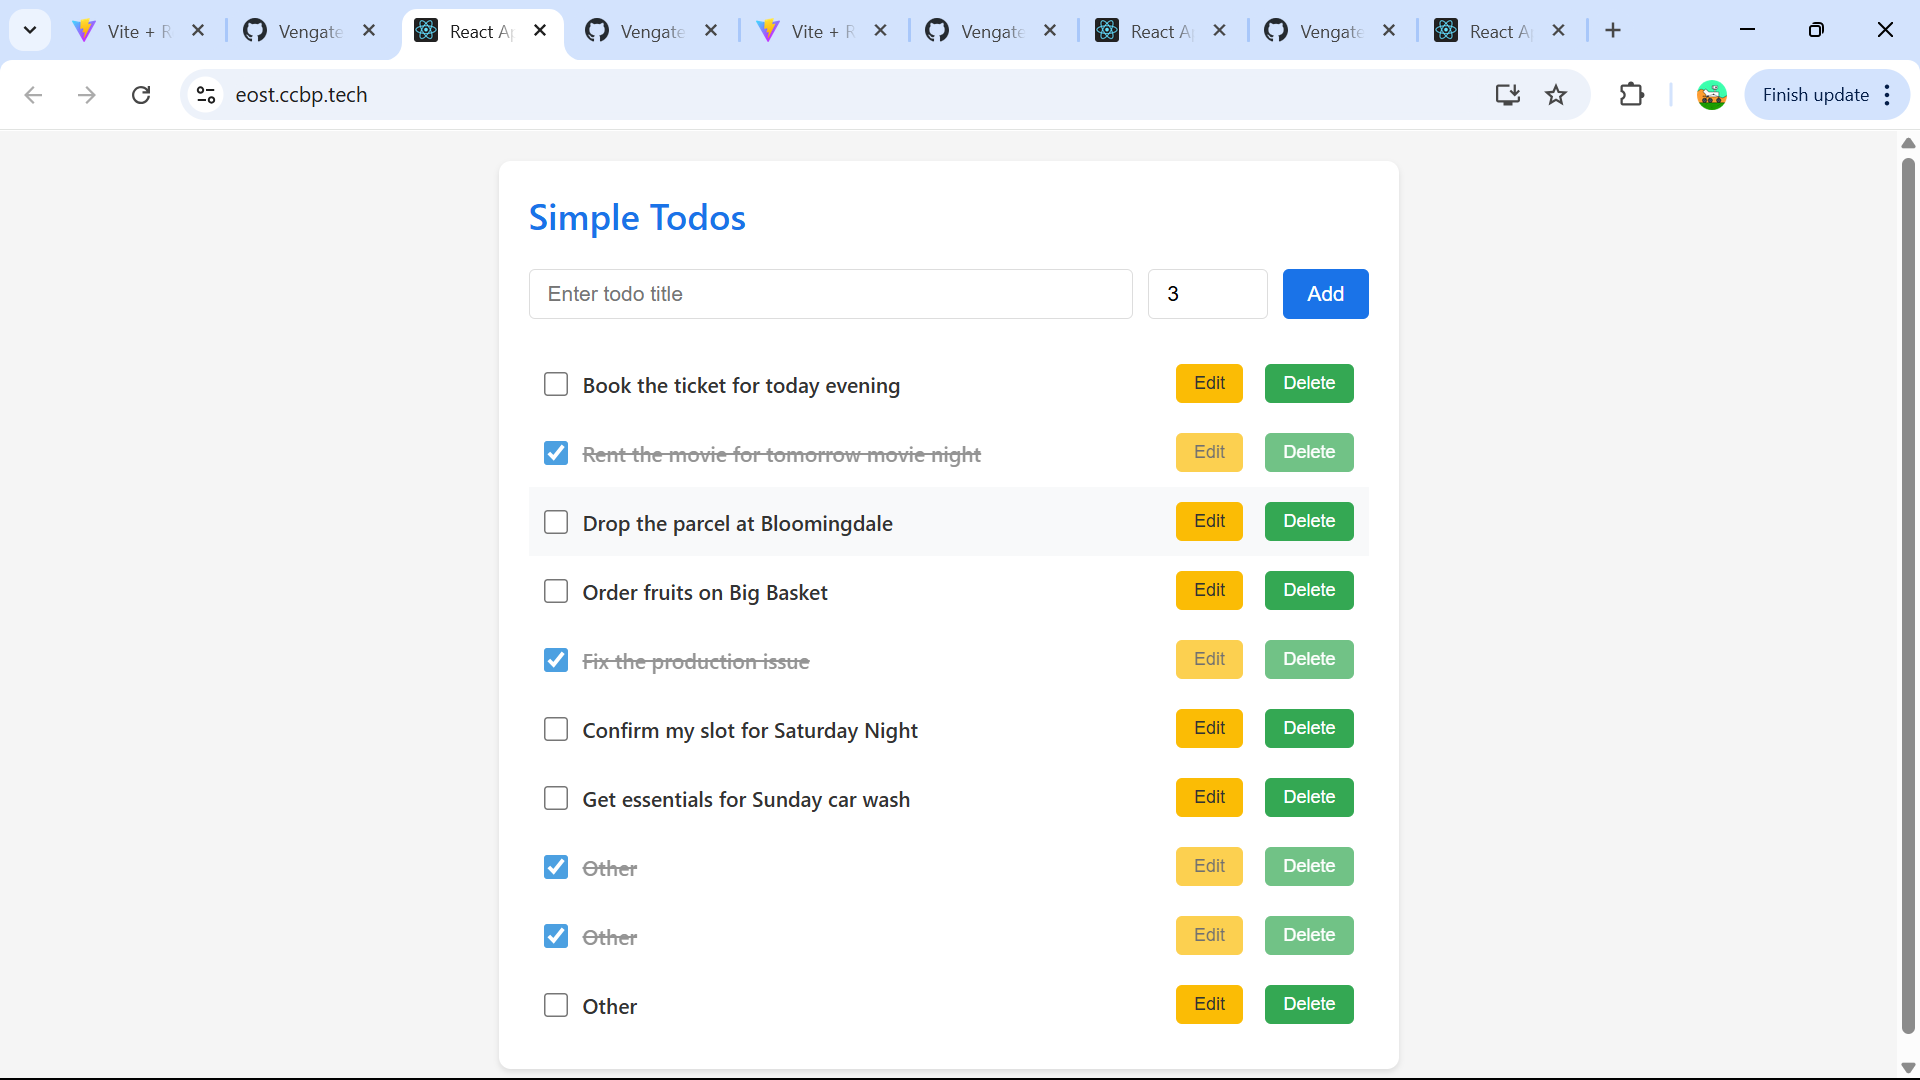 Vite + R
Vengate
React Ap
Vengate
Vite + R
Vengate
React Ap
Vengate
React Ap
eost.ccbp.tech
Finish update
Simple Todos
Enter todo title
3
Add
Book the ticket for today evening
Edit
Delete
Rent the movie for tomorrow movie night
Edit
Delete
Drop the parcel at Bloomingdale
Edit
Delete
Order fruits on Big Basket
Edit
Delete
Fix the production issue
Edit
Delete
Confirm my slot for Saturday Night
Edit
Delete
Get essentials for Sunday car wash
Edit
Delete
Other
Edit
Delete
Other
Edit
Delete
Other
Edit
Delete